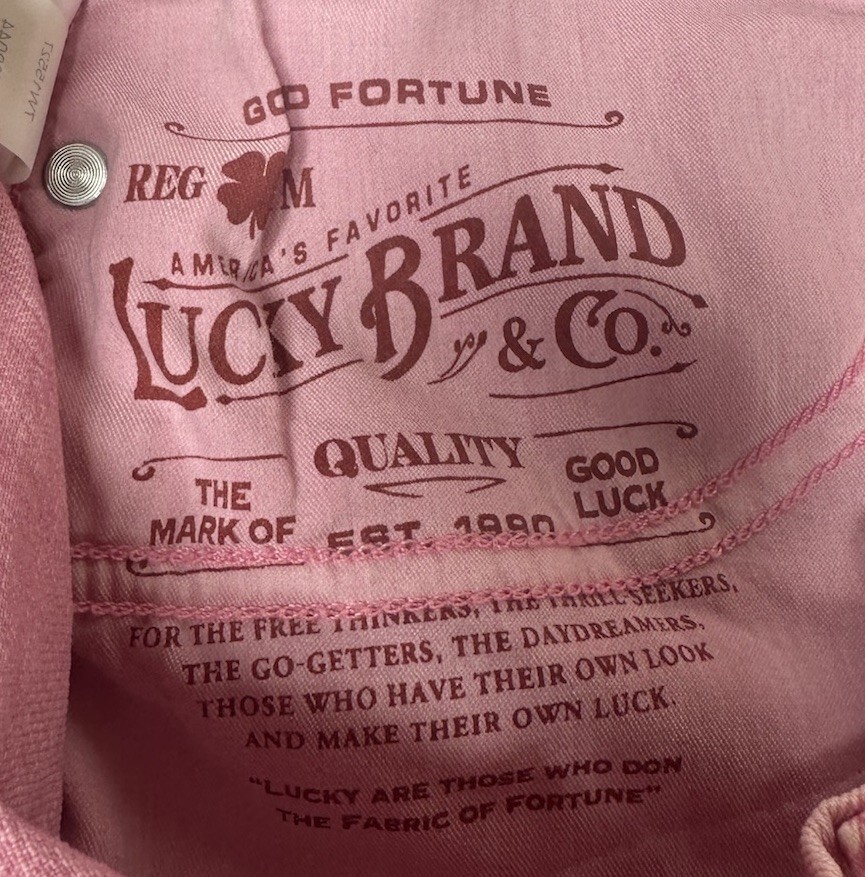 GOOD FORTUNE
REG TM
AMERICA'S FAVORITE
LUCKY BRAND
& CO.
QUALITY
THE
MARK OF
GOOD
LUCK
EST. 1990
FOR THE FREE THINKERS, THE THRILL-SEEKERS,
THE GO-GETTERS, THE DAYDREAMERS,
THOSE WHO HAVE THEIR OWN LOOK
AND MAKE THEIR OWN LUCK.
"LUCKY ARE THOSE WHO DON
THE FABRIC OF FORTUNE"